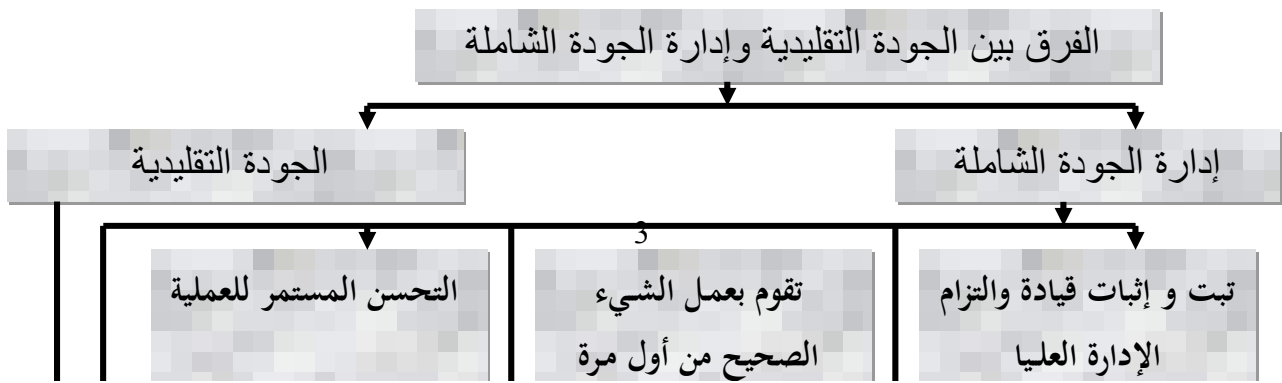 الفرق بين الجودة التقليدية وإدارة الجودة الشاملة
إدارة الجودة الشاملة
الجودة التقليدية
3
تبت و إثبات قيادة والتزام
الإدارة العليا
تقوم بعمل الشيء
الصحيح من أول مرة
التحسن المستمر للعملية